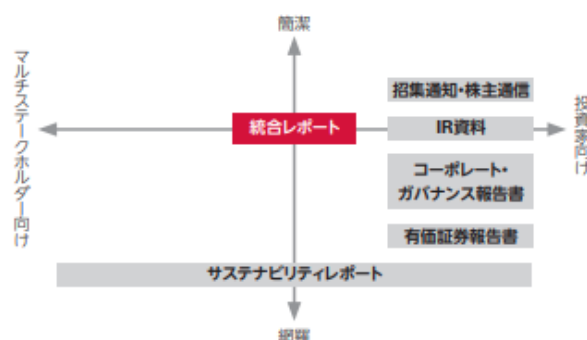 簡潔
招集通知・株主通信
マルチステークホルダー向け
統合レポート
IR資料
投資家向け
コーポレート・
ガバナンス報告書
有価証券報告書
サステナビリティレポート
網羅